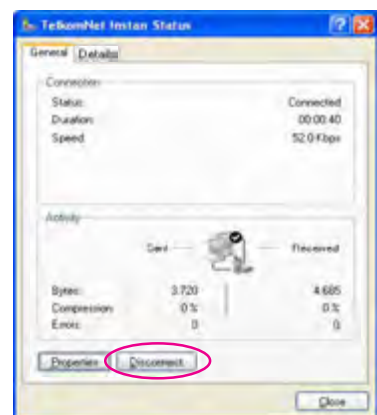 TelkomNet Instan Status
General Details
Connection
Status: Connected
Duration: 00:00:40
Speed: 52.0 Kbps
Activity
Sent Received
Bytes: 3.720 4.685
Compression: 0 % 0 %
Errors: 0 0
Properties Disconnect
Close